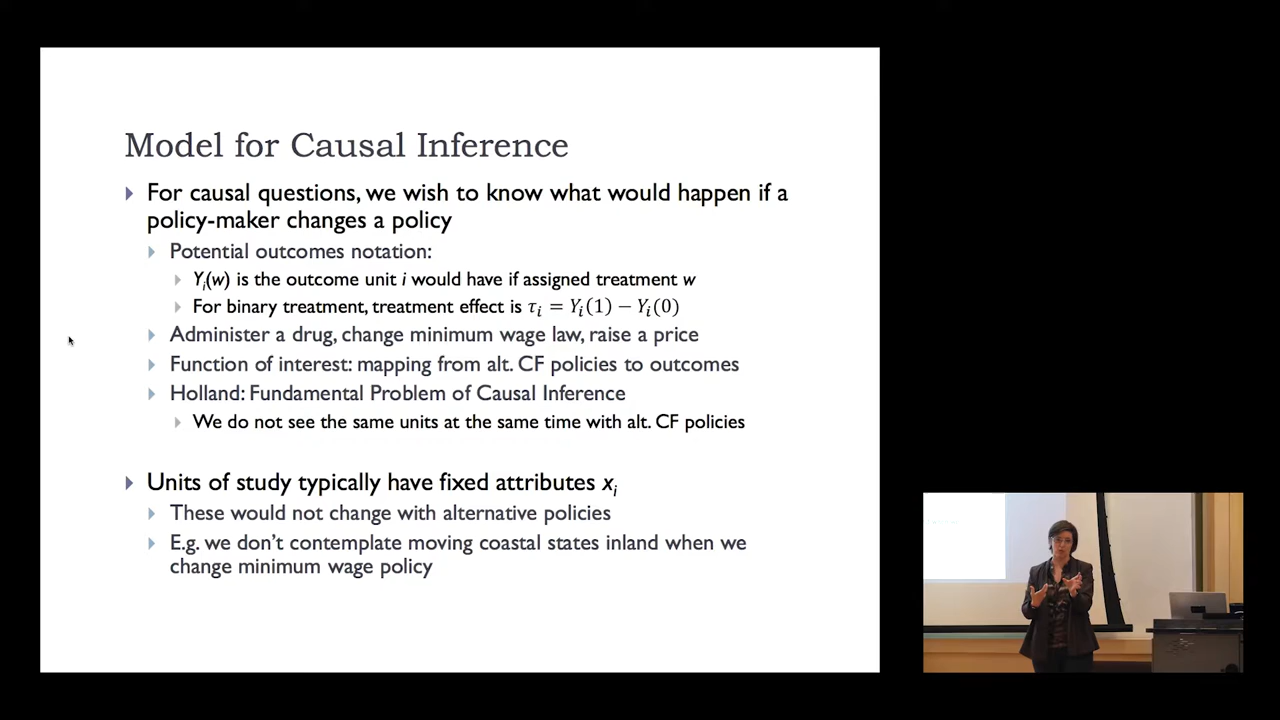 Model for Causal Inference
For causal questions, we wish to know what would happen if a
policy-maker changes a policy
Potential outcomes notation:
Yᵢ(w) is the outcome unit i would have if assigned treatment w
For binary treatment, treatment effect is τᵢ = Yᵢ(1) − Yᵢ(0)
Administer a drug, change minimum wage law, raise a price
Function of interest: mapping from alt. CF policies to outcomes
Holland: Fundamental Problem of Causal Inference
We do not see the same units at the same time with alt. CF policies
Units of study typically have fixed attributes xᵢ
These would not change with alternative policies
E.g. we don’t contemplate moving coastal states inland when we
change minimum wage policy